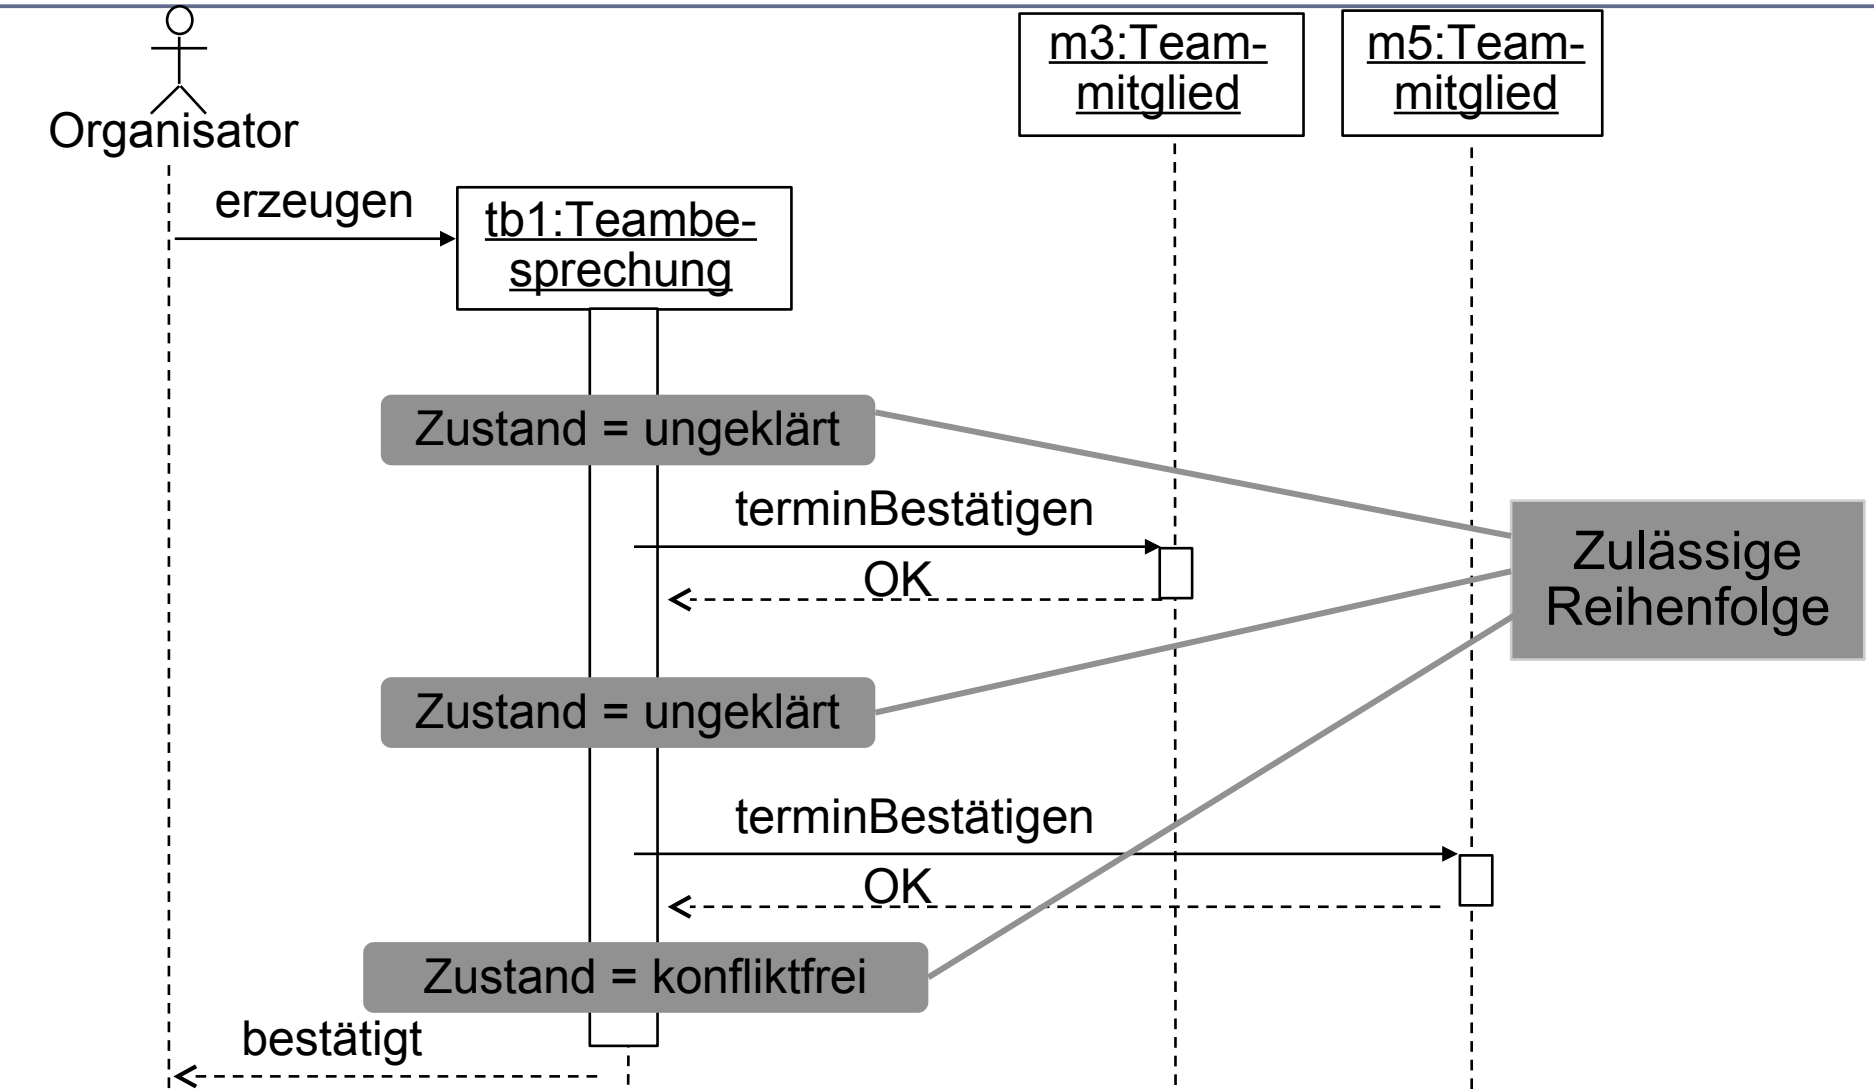 m3:Team-
mitglied
m5:Team-
mitglied
Organisator
erzeugen
tb1:Teambe-
sprechung
Zustand = ungeklärt
terminBestätigen
OK
Zulässige
Reihenfolge
Zustand = ungeklärt
terminBestätigen
OK
Zustand = konfliktfrei
bestätigt